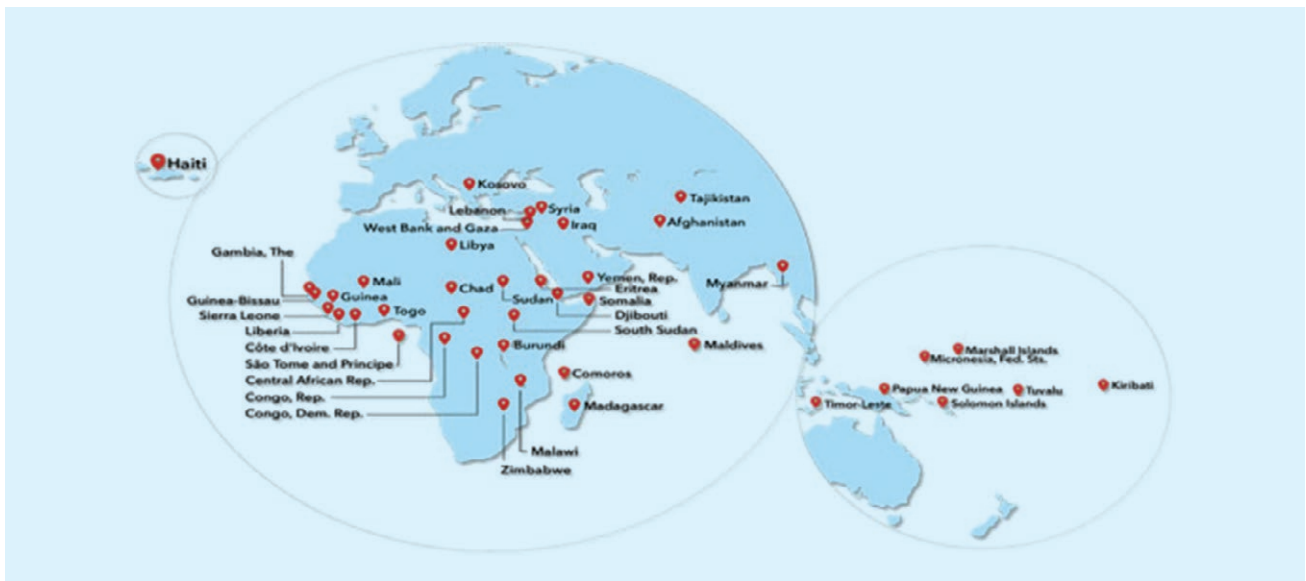 Haiti
Kosovo
Tajikistan
Lebanon
Syria
Afghanistan
West Bank and Gaza
Iraq
Libya
Gambia, The
Mali
Yemen, Rep.
Myanmar
Chad
Eritrea
Guinea-Bissau
Guinea
Sudan
Somalia
Sierra Leone
Togo
Djibouti
Liberia
South Sudan
Côte d'Ivoire
Burundi
Maldives
São Tome and Principe
Central African Rep.
Comoros
Congo, Rep.
Madagascar
Congo, Dem. Rep.
Malawi
Zimbabwe
Marshall Islands
Micronesia, Fed. Sts.
Kiribati
Papua New Guinea
Tuvalu
Timor-Leste
Solomon Islands